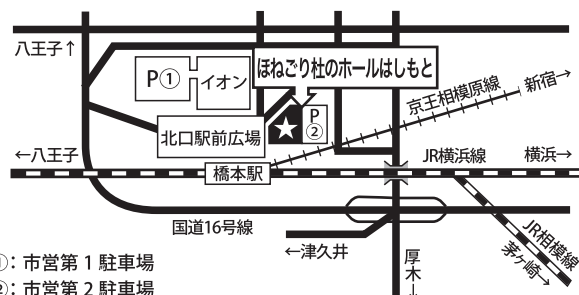 八王子↑
P①
イオン
ほねごり杜のホールはしもと
新宿→
京王相模原線
P
②
北口駅前広場
←八王子
橋本駅
JR横浜線
横浜→
国道16号線
JR相模線
茅ヶ崎→
←津久井
厚木↓
①：市営第1駐車場
②：市営第2駐車場